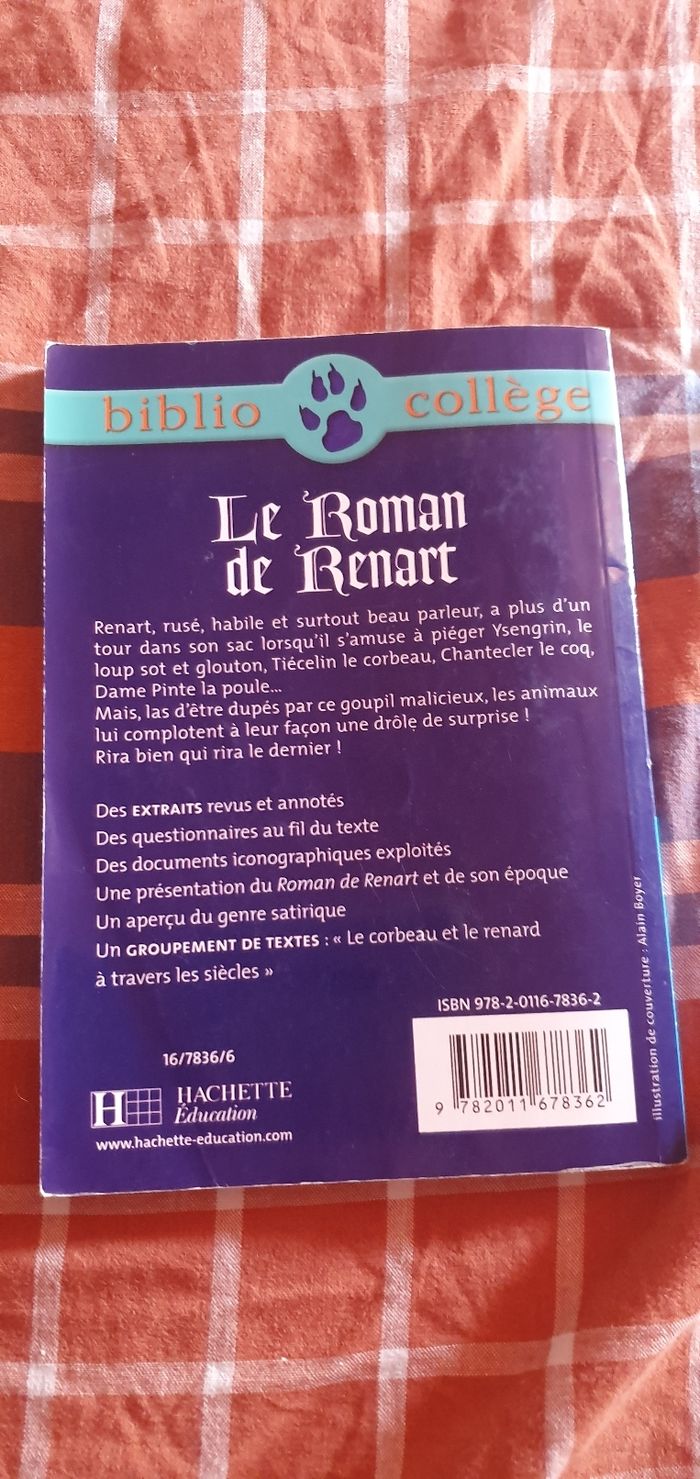 biblio collège
Le Roman
de Renart
Renart, rusé, habile et surtout beau parleur, a plus d'un
tour dans son sac lorsqu'il s'amuse à piéger Ysengrin, le
loup sot et glouton, Tiécelin le corbeau, Chantecler le coq,
Dame Pinte la poule...
Mais, las d'être dupés par ce goupil malicieux, les animaux
lui complotent à leur façon une drôle de surprise !
Rira bien qui rira le dernier !
Des EXTRAITS revus et annotés
Des questionnaires au fil du texte
Des documents iconographiques exploités
Une présentation du Roman de Renart et de son époque
Un aperçu du genre satirique
Un GROUPEMENT DE TEXTES : « Le corbeau et le renard
à travers les siècles »
illustration de couverture : Alain Boyer
ISBN 978-2-0116-7836-2
16/7836/6
H HACHETTE
Éducation
www.hachette-education.com
9 782011 678362